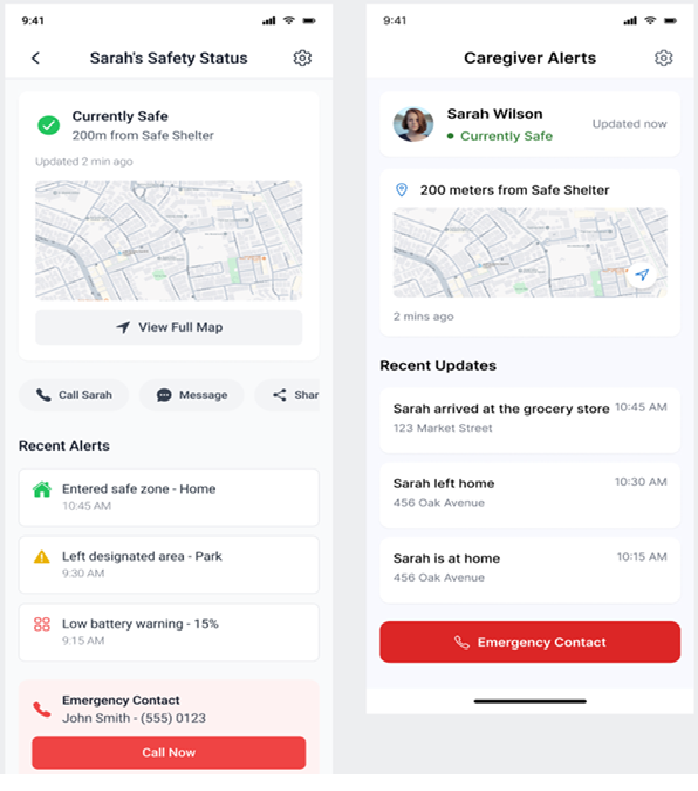 9:41
Sarah's Safety Status
Currently Safe
200m from Safe Shelter
Updated 2 min ago
View Full Map
Call Sarah
Message
Shar
Recent Alerts
Entered safe zone - Home
10:45 AM
Left designated area - Park
9:30 AM
Low battery warning - 15%
9:15 AM
Emergency Contact
John Smith - (555) 0123
Call Now
9:41
Caregiver Alerts
Sarah Wilson
• Currently Safe
Updated now
200 meters from Safe Shelter
2 mins ago
Recent Updates
Sarah arrived at the grocery store 10:45 AM
123 Market Street
Sarah left home 10:30 AM
456 Oak Avenue
Sarah is at home 10:15 AM
456 Oak Avenue
Emergency Contact